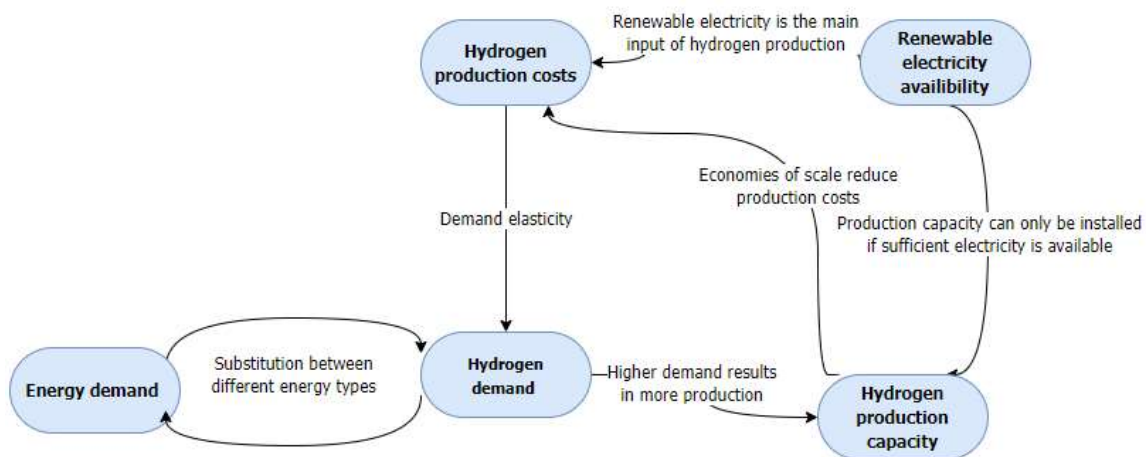 Renewable electricity is the main
input of hydrogen production
Hydrogen
production costs
Renewable
electricity
availibility
Economies of scale reduce
production costs
Demand elasticity
Production capacity can only be installed
if sufficient electricity is available
Substitution between
different energy types
Energy demand
Hydrogen
demand
Higher demand results
in more production
Hydrogen
production
capacity